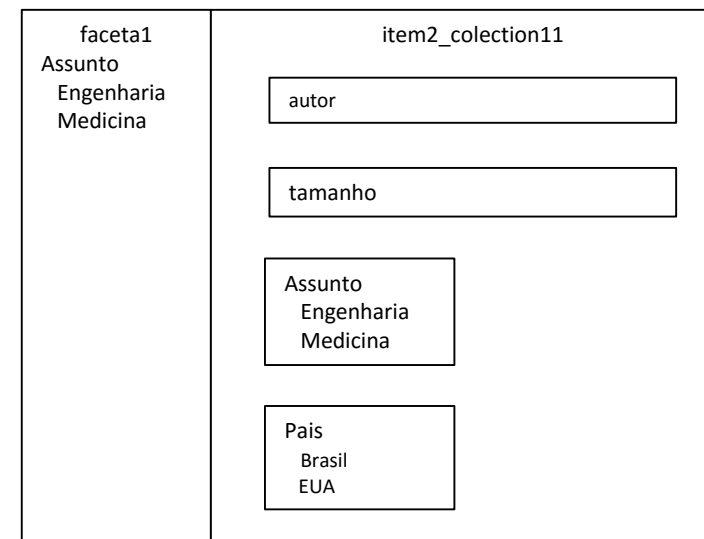 faceta1
Assunto
Engenharia
Medicina
item2_colection11
autor
tamanho
Assunto
Engenharia
Medicina
Pais
Brasil
EUA